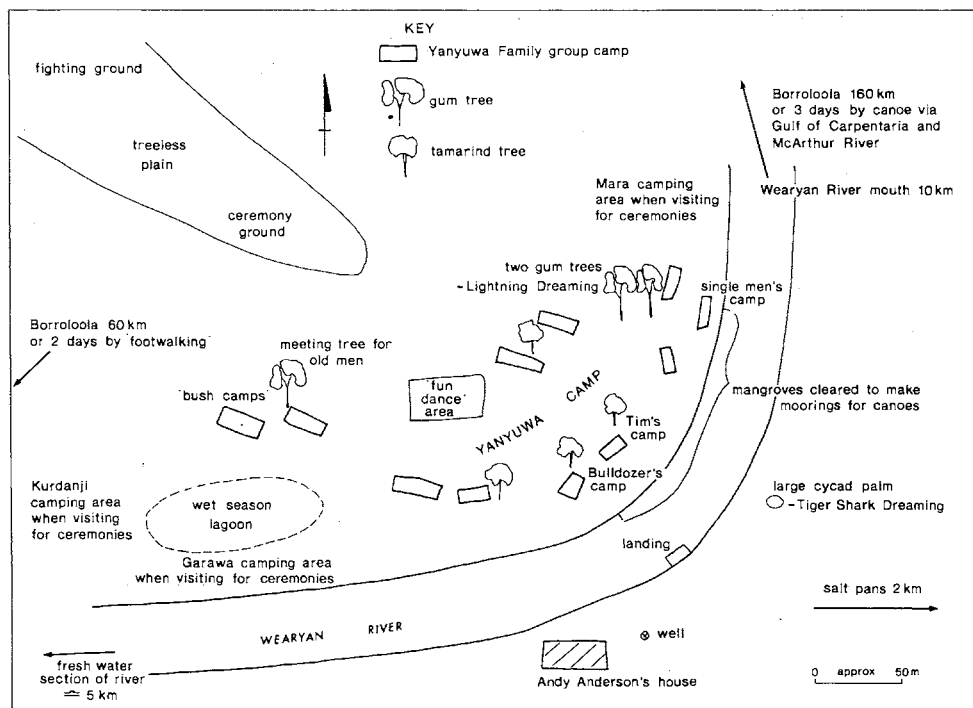 KEY
Yanyuwa Family group camp
gum tree
tamarind tree
fighting ground
treeless
plain
ceremony
ground
Borroloola 160 km
or 3 days by canoe via
Gulf of Carpentaria and
McArthur River
Wearyan River mouth 10 km
Mara camping
area when visiting
for ceremonies
two gum trees
-Lightning Dreaming
single men's
camp
Borroloola 60 km
or 2 days by 'footwalking'
meeting tree for
old men
'bush camps'
'fun
dance'
area
YANYUWA CAMP
mangroves cleared to make
moorings for canoes
Tim's
camp
Bulldozer's
camp
Kurdanji
camping area
when visiting
for ceremonies
wet season
lagoon
large cycad palm
-Tiger Shark Dreaming
Garawa camping area
when visiting for ceremonies
landing
salt pans 2 km
WEARYAN RIVER
well
fresh water
section of river
≏ 5 km
Andy Anderson's house
0 approx 50 m